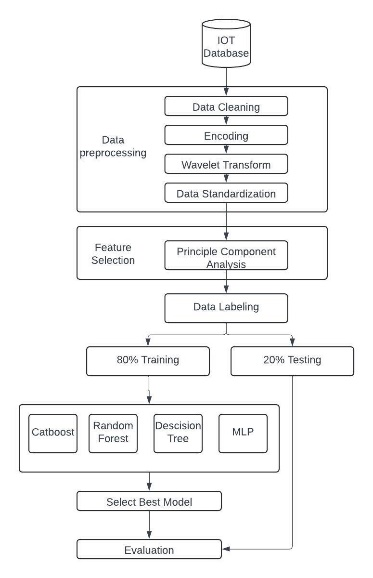 IOT
Database
Data
preprocessing
Data Cleaning
Encoding
Wavelet Transform
Data Standardization
Feature
Selection
Principle Component
Analysis
Data Labeling
80% Training
20% Testing
Catboost
Random
Forest
Descision
Tree
MLP
Select Best Model
Evaluation